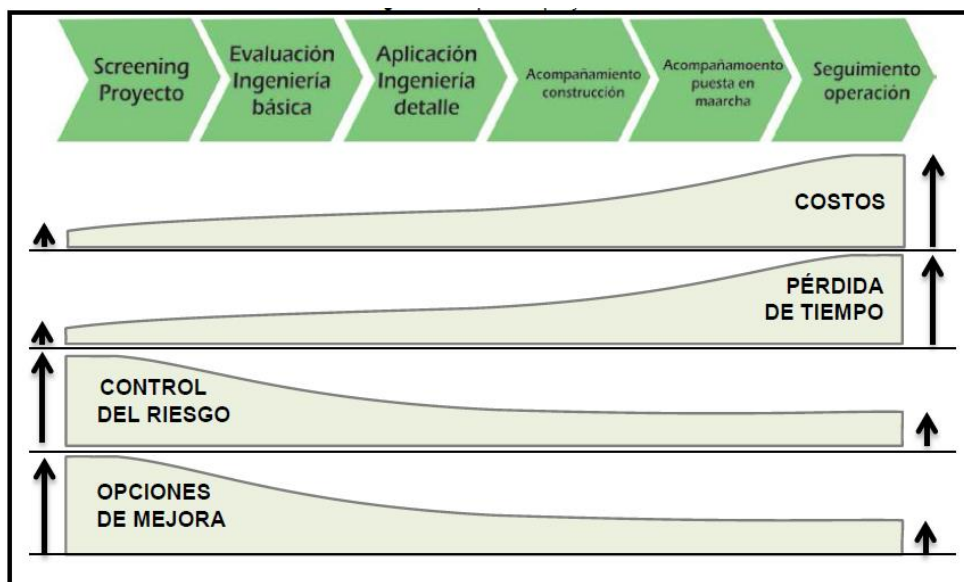 Screening
Proyecto
Evaluación
Ingeniería
básica
Aplicación
Ingeniería
detalle
Acompañamiento
construcción
Acompañamoento
puesta en
maarcha
Seguimiento
operación
COSTOS
PÉRDIDA
DE TIEMPO
CONTROL
DEL RIESGO
OPCIONES
DE MEJORA